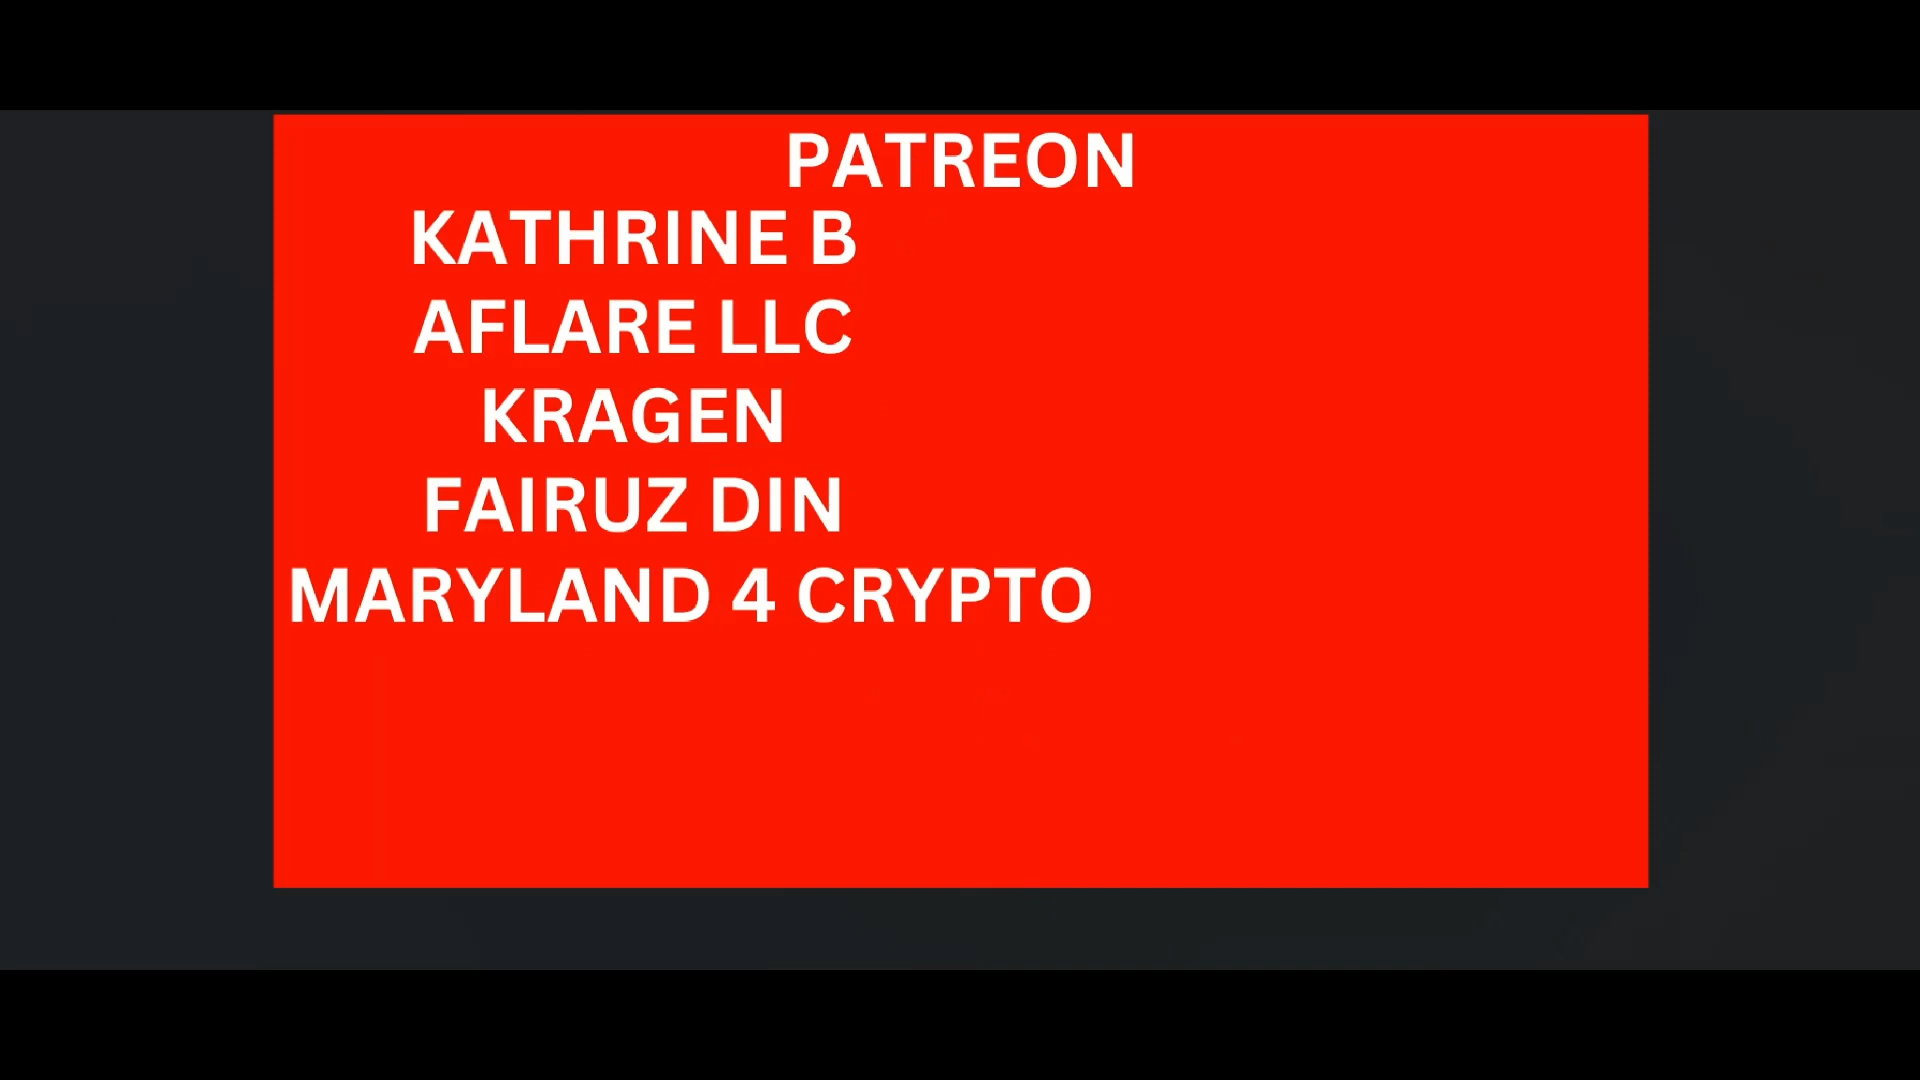 PATREON
KATHRINE B
AFLARE LLC
KRAGEN
FAIRUZ DIN
MARYLAND 4 CRYPTO